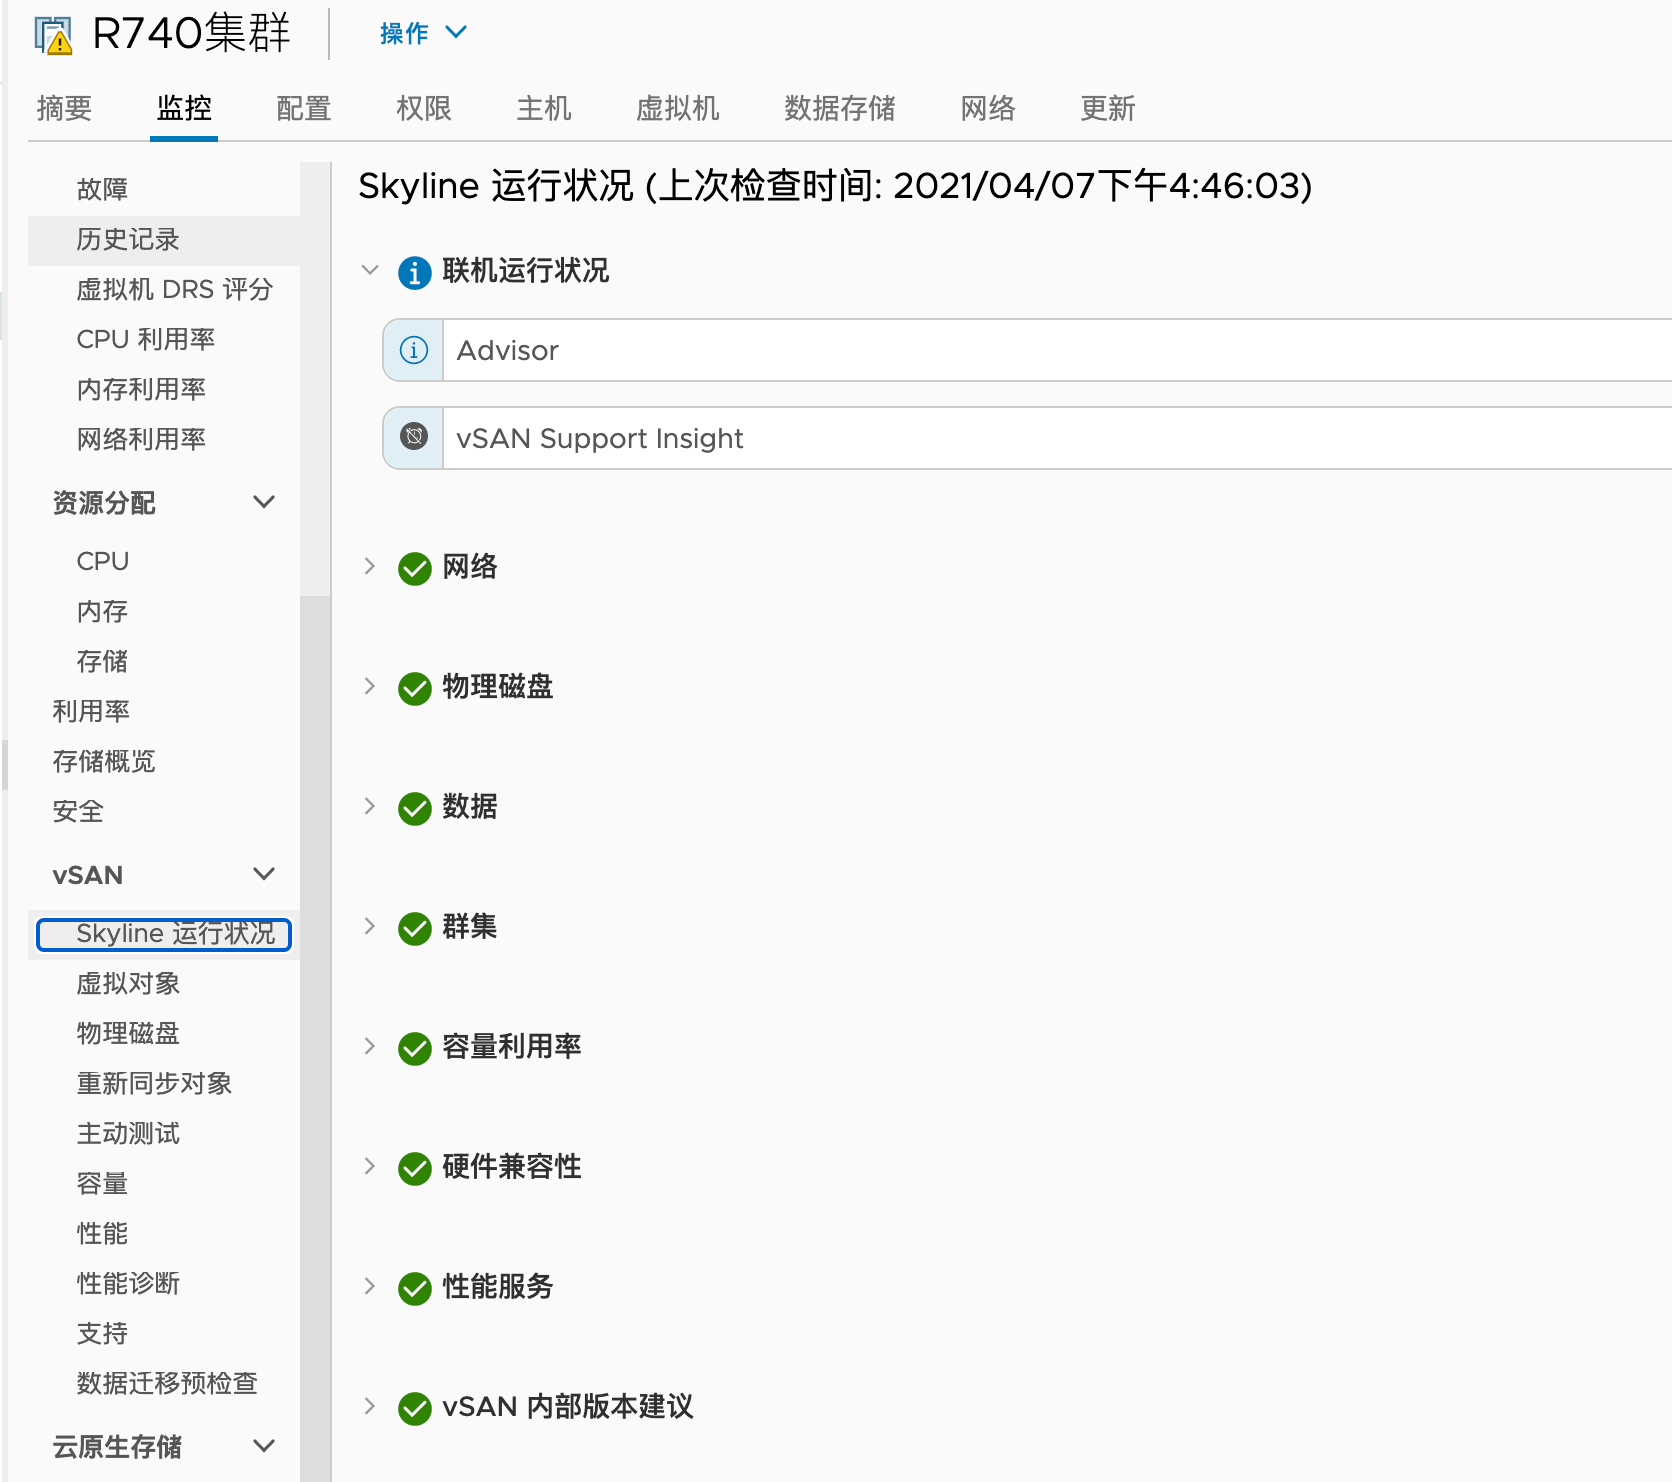 R740集群
操作
摘要 监控 配置 权限 主机 虚拟机 数据存储 网络 更新
故障
历史记录
虚拟机 DRS 评分
CPU 利用率
内存利用率
网络利用率
资源分配
CPU
内存
存储
利用率
存储概览
安全
vSAN
Skyline 运行状况
虚拟对象
物理磁盘
重新同步对象
主动测试
容量
性能
性能诊断
支持
数据迁移预检查
云原生存储
Skyline 运行状况 (上次检查时间: 2021/04/07下午4:46:03)
联机运行状况
Advisor
vSAN Support Insight
网络
物理磁盘
数据
群集
容量利用率
硬件兼容性
性能服务
vSAN 内部版本建议